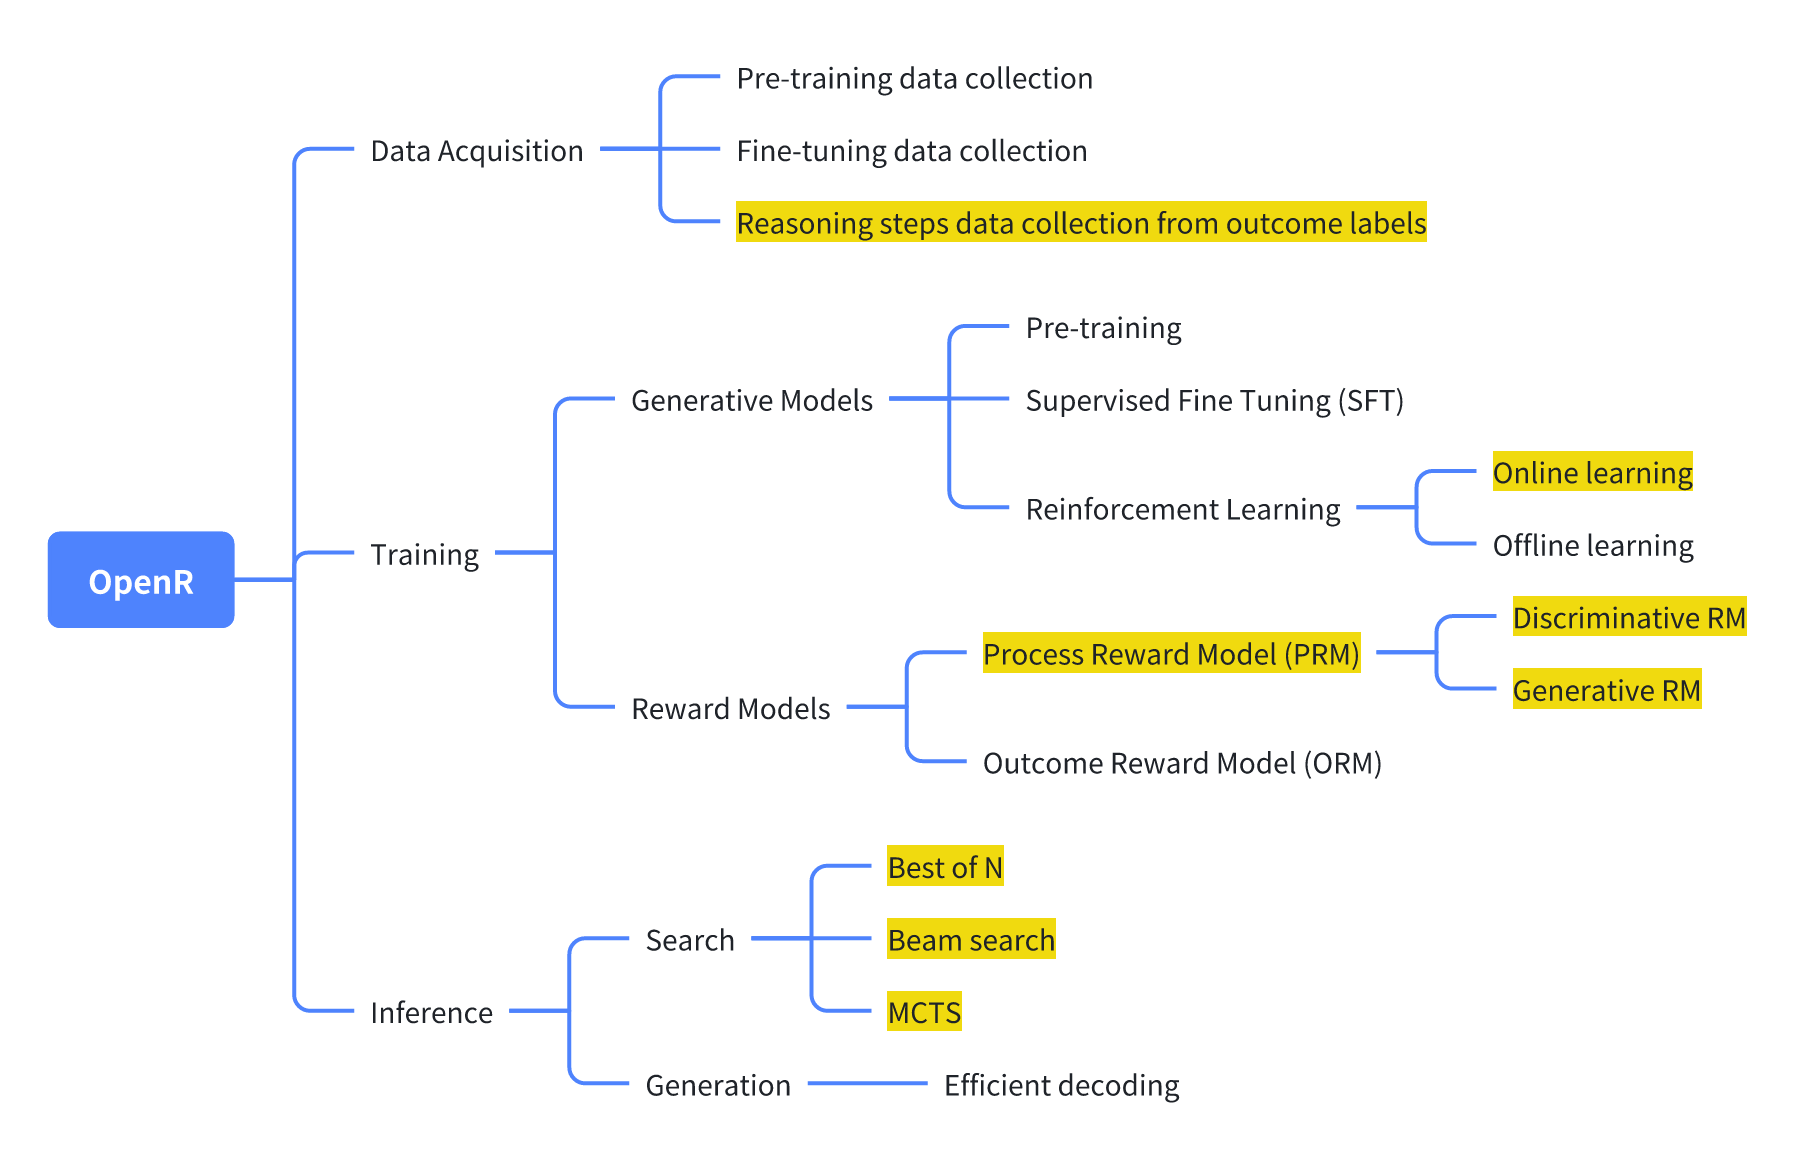 Pre-training data collection
Data Acquisition
Fine-tuning data collection
Reasoning steps data collection from outcome labels
Pre-training
Generative Models
Supervised Fine Tuning (SFT)
Online learning
Reinforcement Learning
Offline learning
Training
OpenR
Discriminative RM
Process Reward Model (PRM)
Generative RM
Reward Models
Outcome Reward Model (ORM)
Best of N
Search
Beam search
MCTS
Inference
Generation
Efficient decoding